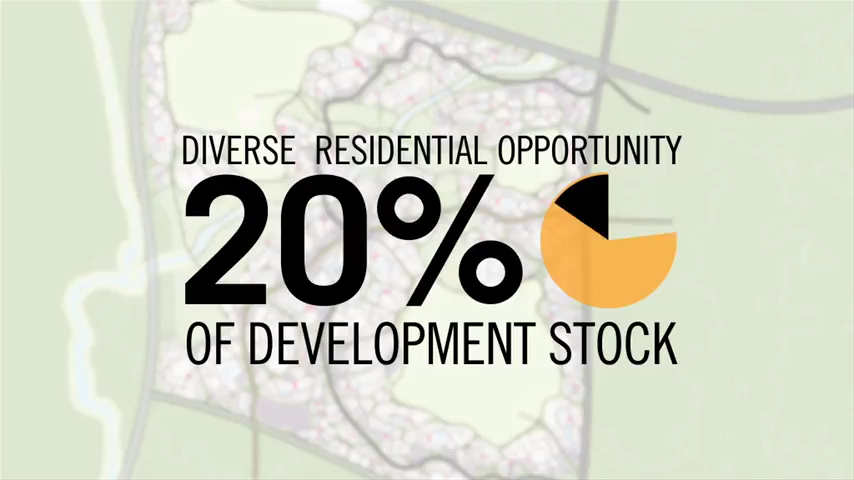 DIVERSE RESIDENTIAL OPPORTUNITY
20%
OF DEVELOPMENT STOCK